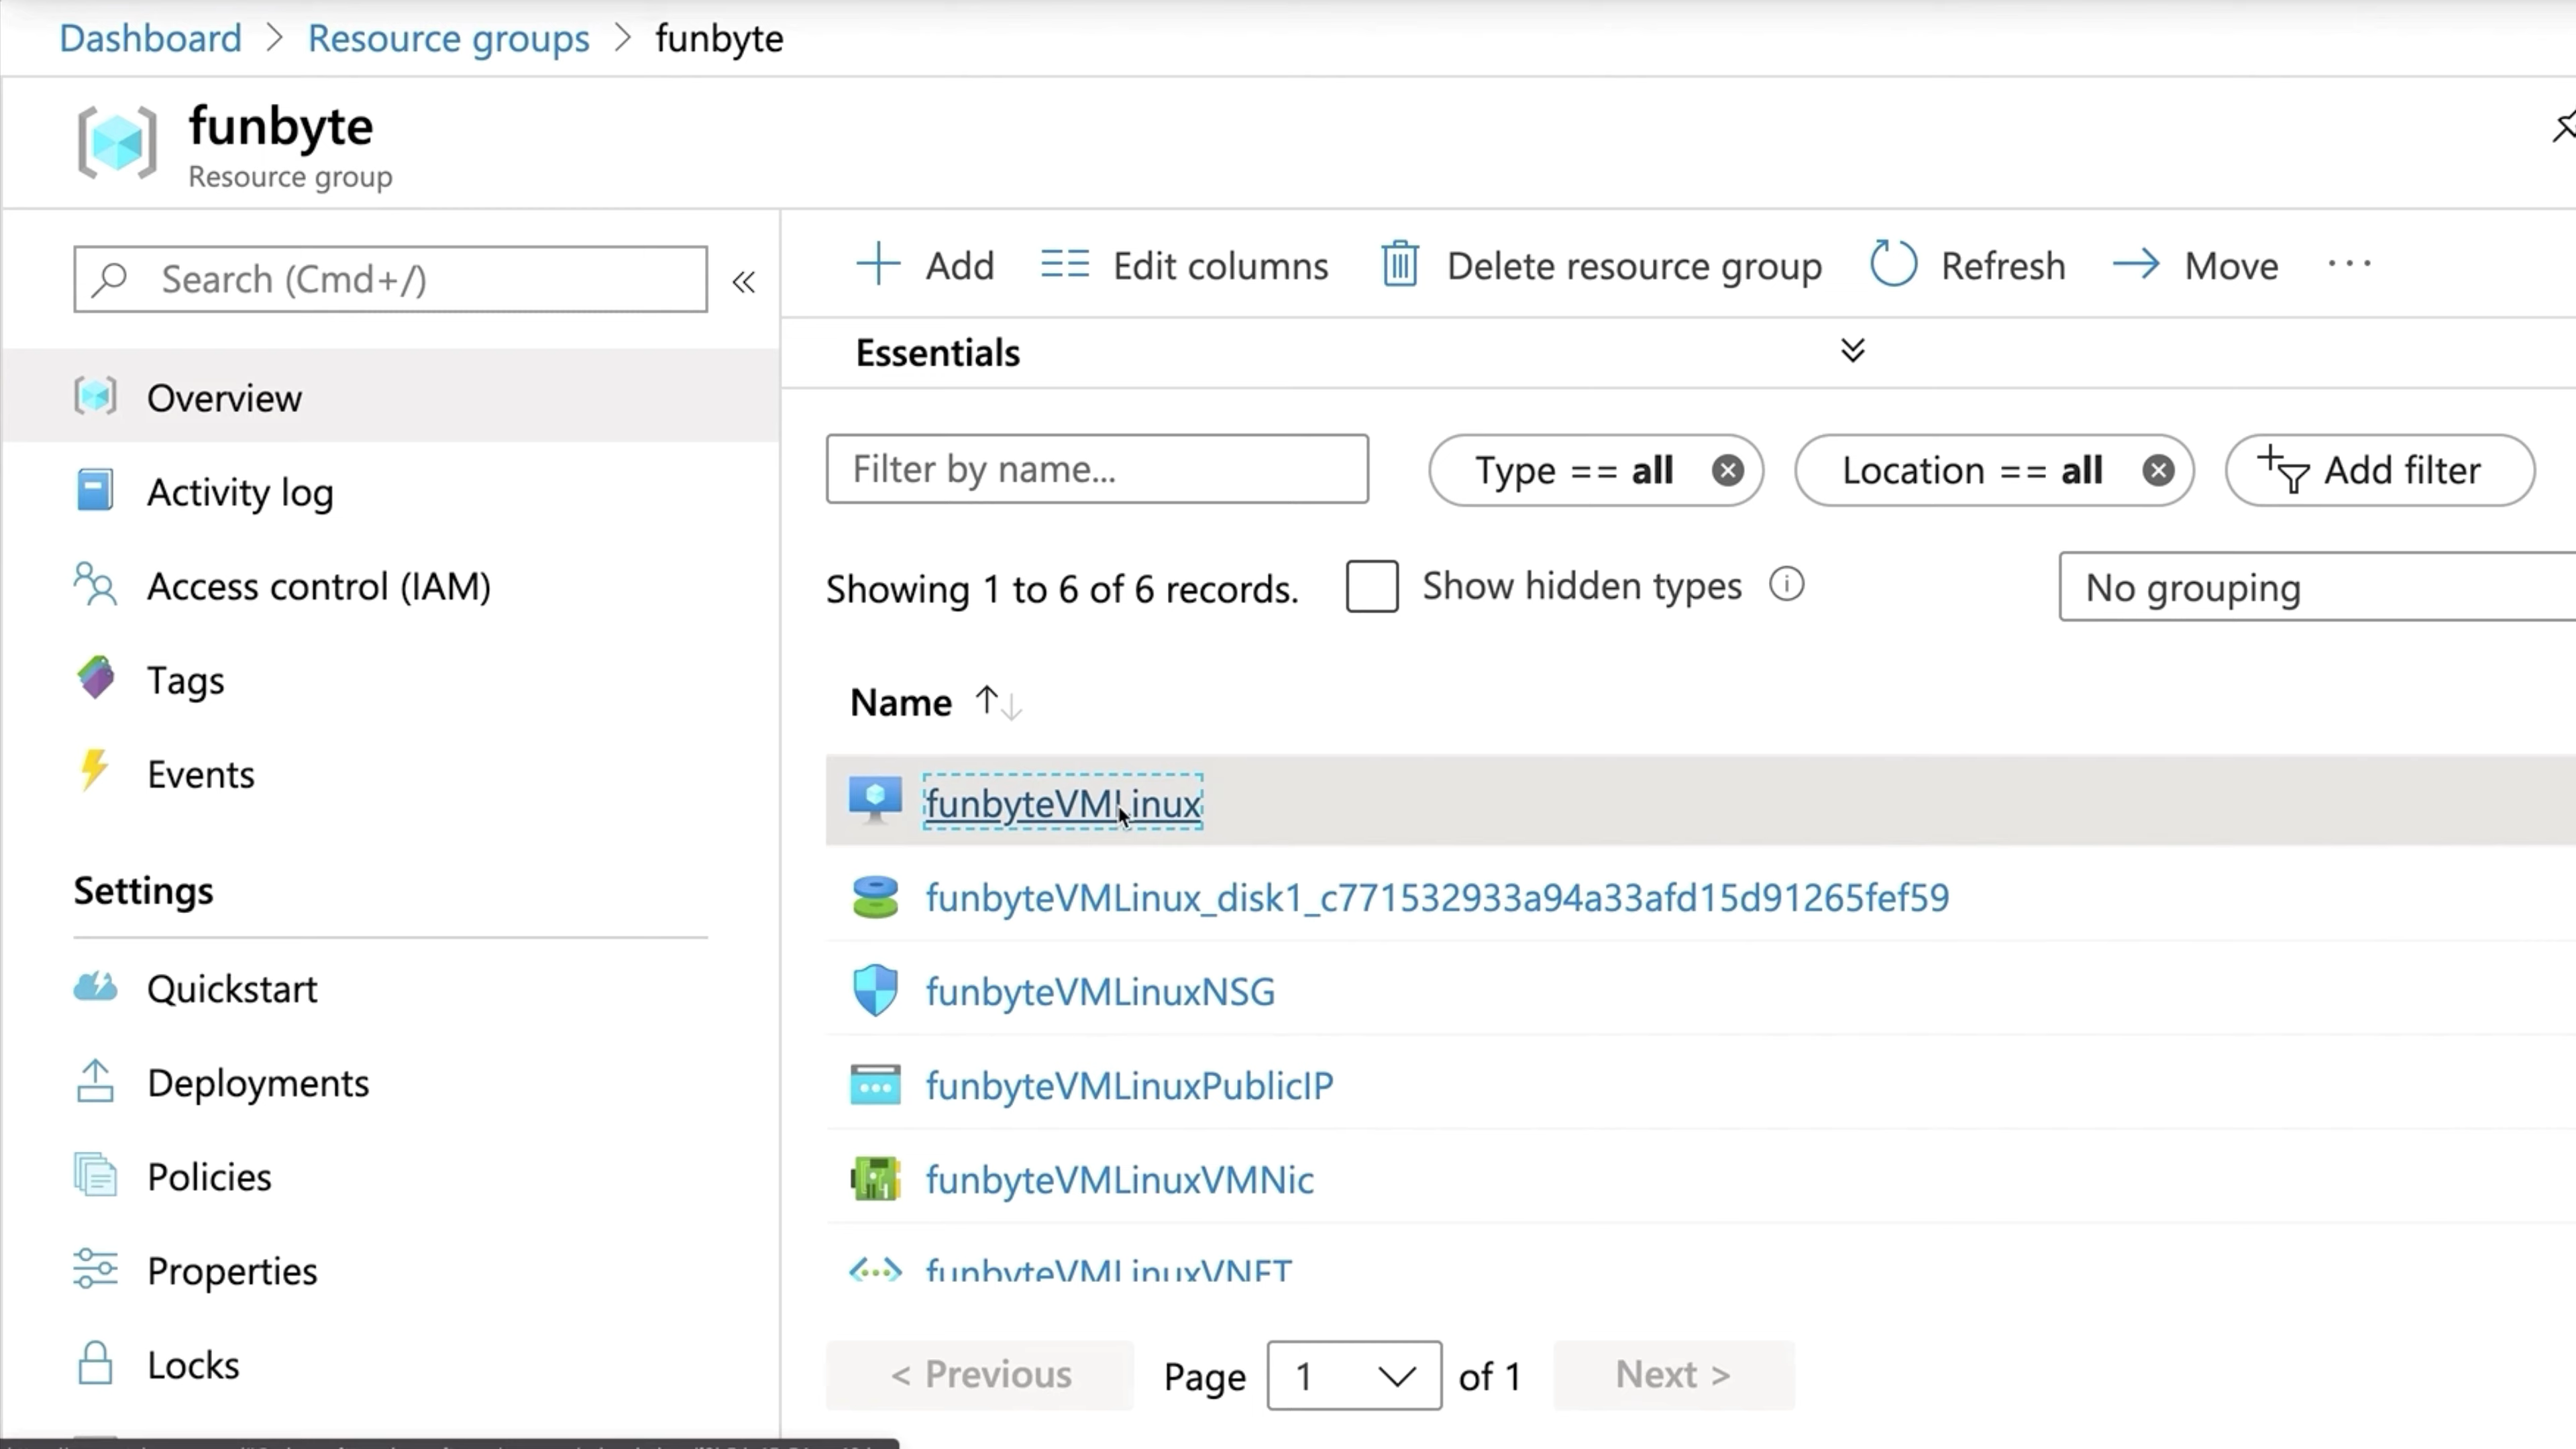 Dashboard > Resource groups > funbyte
funbyte
Resource group
Search (Cmd+/)
«
Overview
Activity log
Access control (IAM)
Tags
Events
Settings
Quickstart
Deployments
Policies
Properties
Locks
Add
Edit columns
Delete resource group
Refresh
Move
...
Essentials
Filter by name...
Type == all
Location == all
Add filter
Showing 1 to 6 of 6 records.
Show hidden types
No grouping
Name ↑↓
funbyteVMLinux
funbyteVMLinux_disk1_c771532933a94a33afd15d91265fef59
funbyteVMLinuxNSG
funbyteVMLinuxPublicIP
funbyteVMLinuxVMNic
funbyteVMLinuxVNET
< Previous
Page 1 of 1
Next >